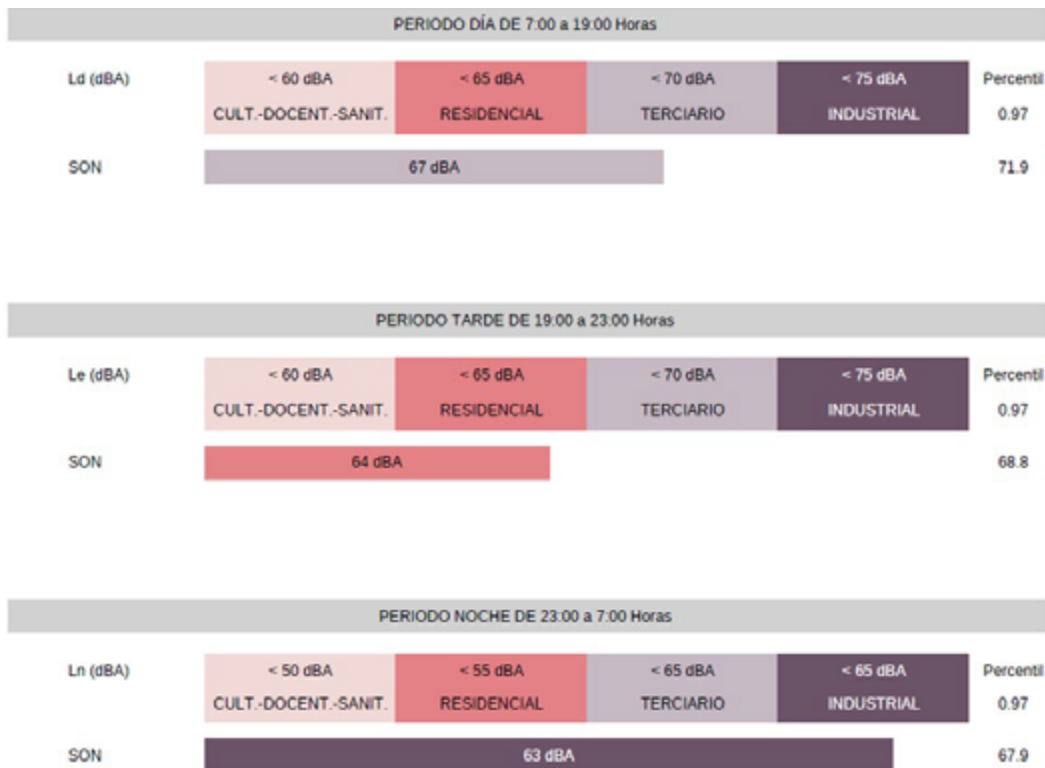 PERIODO DÍA DE 7:00 a 19:00 Horas
Ld (dBA) < 60 dBA < 65 dBA < 70 dBA < 75 dBA Percentil
CULT.-DOCENT.-SANIT. RESIDENCIAL TERCIARIO INDUSTRIAL 0.97
SON 67 dBA 71.9
PERIODO TARDE DE 19:00 a 23:00 Horas
Le (dBA) < 60 dBA < 65 dBA < 70 dBA < 75 dBA Percentil
CULT.-DOCENT.-SANIT. RESIDENCIAL TERCIARIO INDUSTRIAL 0.97
SON 64 dBA 68.8
PERIODO NOCHE DE 23:00 a 7:00 Horas
Ln (dBA) < 50 dBA < 55 dBA < 65 dBA < 65 dBA Percentil
CULT.-DOCENT.-SANIT. RESIDENCIAL TERCIARIO INDUSTRIAL 0.97
SON 63 dBA 67.9